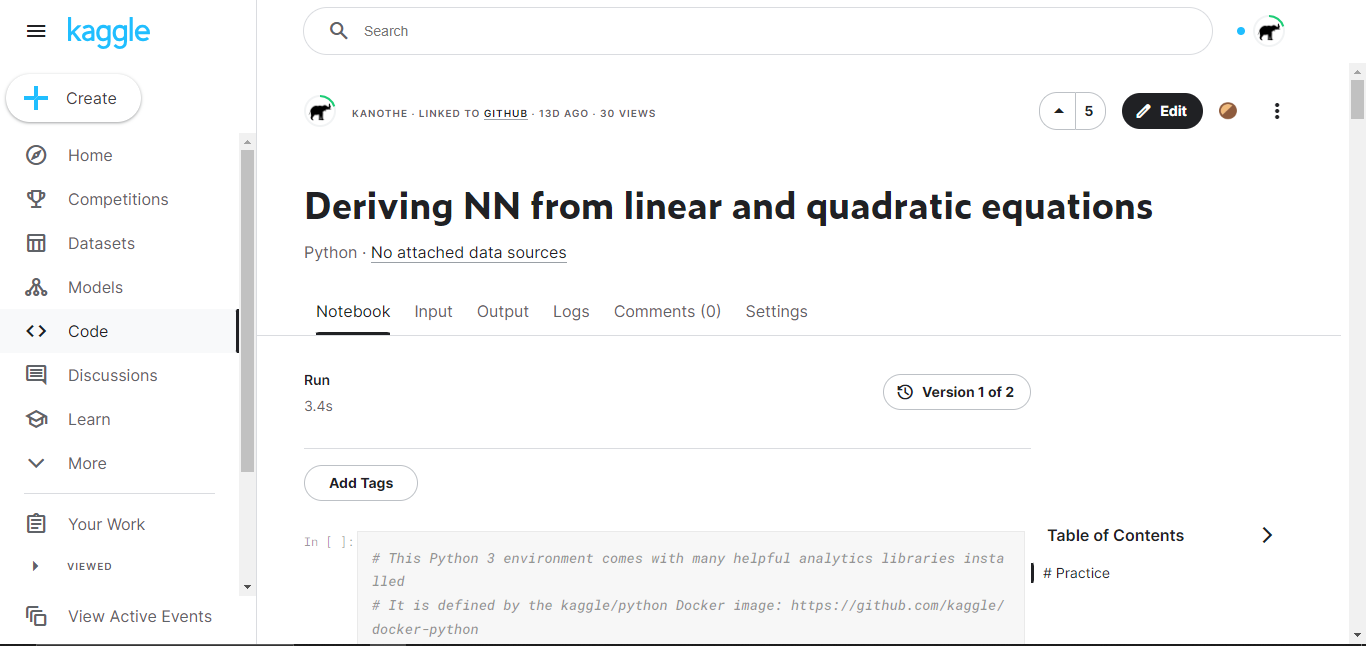 kaggle
Search
Create
Home
Competitions
Datasets
Models
Code
Discussions
Learn
More
Your Work
VIEWED
View Active Events
KANOTHE · LINKED TO GITHUB · 13D AGO · 30 VIEWS
5
Edit
Deriving NN from linear and quadratic equations
Python · No attached data sources
Notebook Input Output Logs Comments (0) Settings
Run
3.4s
Version 1 of 2
Add Tags
In [ ]:
# This Python 3 environment comes with many helpful analytics libraries insta
lled
# It is defined by the kaggle/python Docker image: https://github.com/kaggle/
docker-python
Table of Contents
# Practice